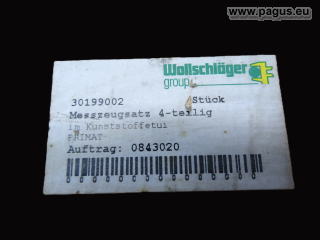 www.pagus.eu
Wollschläger
group
30199002 Stück
Messzeugsatz 4-teilig
im Kunststoffetui
PRIMAT
Auftrag: 0843020